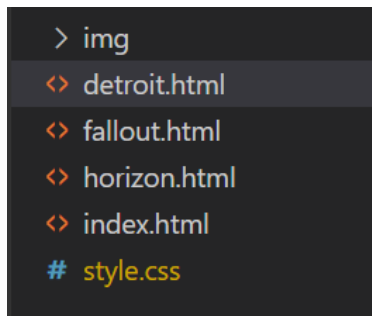 img
detroit.html
fallout.html
horizon.html
index.html
# style.css